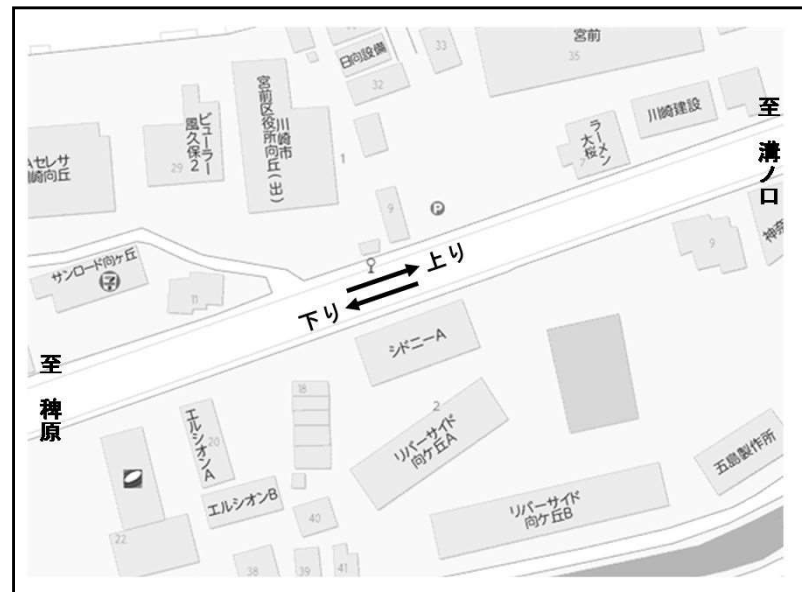 宮前
35
日向設備
33
32
川崎市
宮前区役所向丘(出)
1
ビューラー
風久保2
29
Aセレサ
川崎向丘
ラーメン
大桜
7
川崎建設
至 溝ノ口
9
P
サンロード向ヶ丘
11
上り
下り
9
神奈
シドニーA
至 稗原
18
エルシオンA
20
2
リバーサイド
向ケ丘A
エルシオンB
リバーサイド
向ケ丘B
五島製作所
22
40
38
39
41